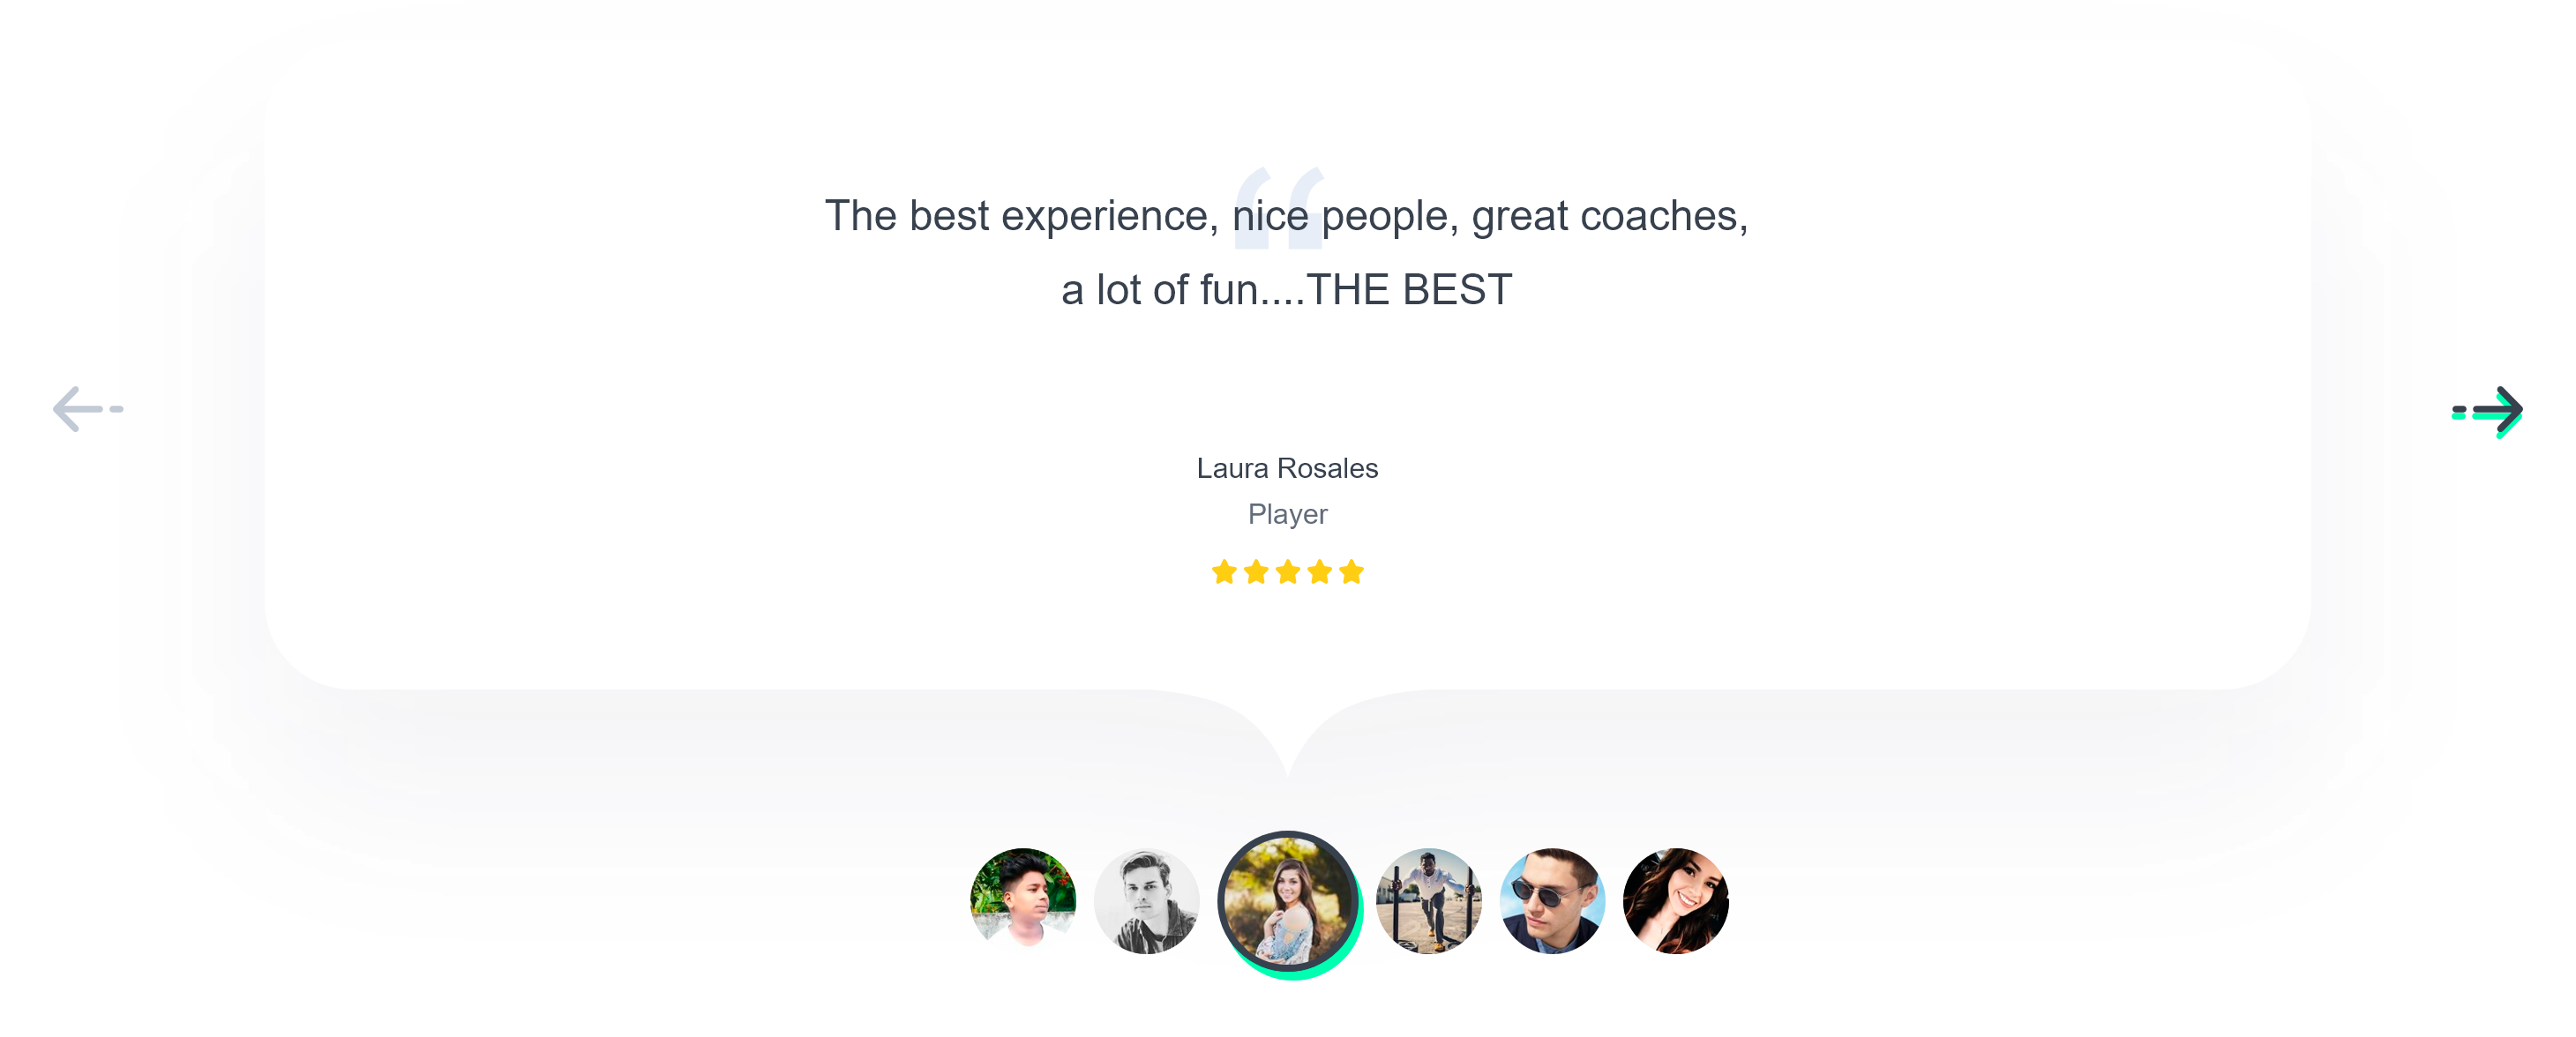 The best experience, nice people, great coaches,
a lot of fun....THE BEST
Laura Rosales
Player